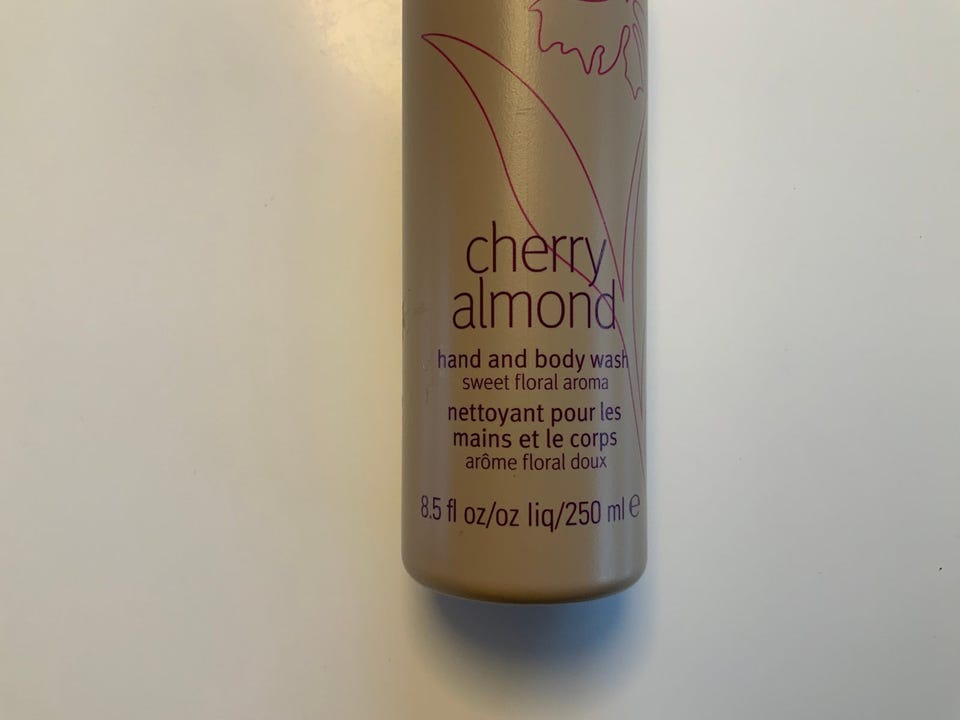 cherry
almond
hand and body wash
sweet floral aroma
nettoyant pour les
mains et le corps
arôme floral doux
8.5 fl oz/oz liq/250 ml ℮